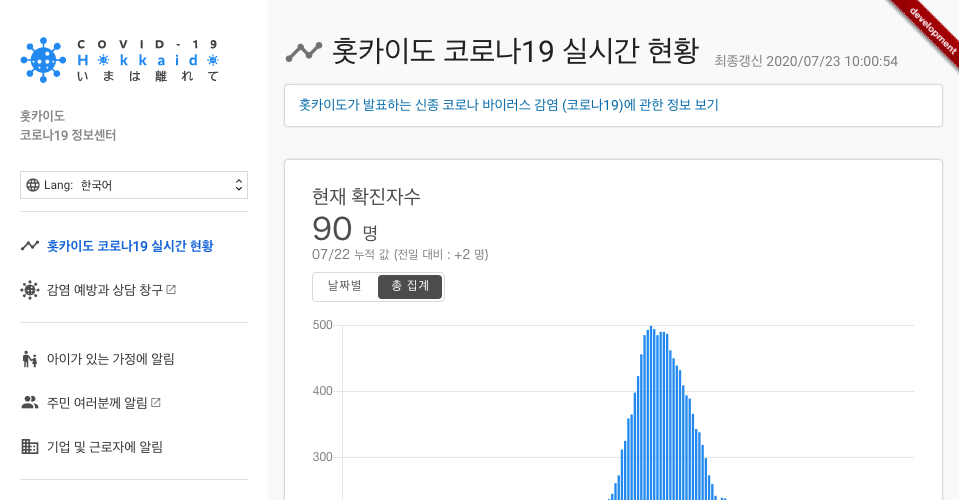 COVID-19
Hokkaido
いまは離れて
홋카이도
코로나19 정보센터
Lang: 한국어
홋카이도 코로나19 실시간 현황
감염 예방과 상담 창구
아이가 있는 가정에 알림
주민 여러분께 알림
기업 및 근로자에 알림
development
홋카이도 코로나19 실시간 현황 최종갱신 2020/07/23 10:00:54
홋카이도가 발표하는 신종 코로나 바이러스 감염 (코로나19)에 관한 정보 보기
현재 확진자수
90 명
07/22 누적 값 (전일 대비 : +2 명)
날짜별 총 집계
500
400
300